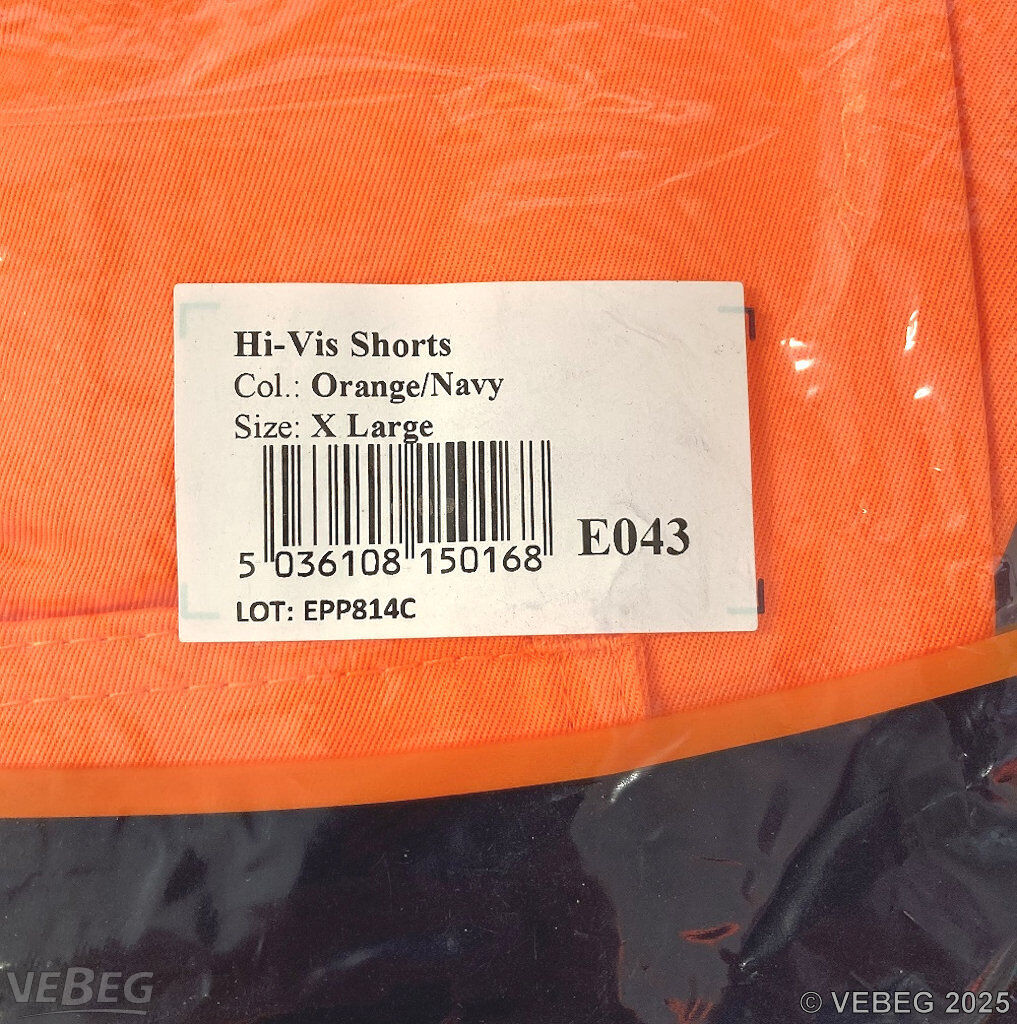 Hi-Vis Shorts
Col.: Orange/Navy
Size: X Large
5 036108 150168
E043
LOT: EPP814C
VEBEG
© VEBEG 2025